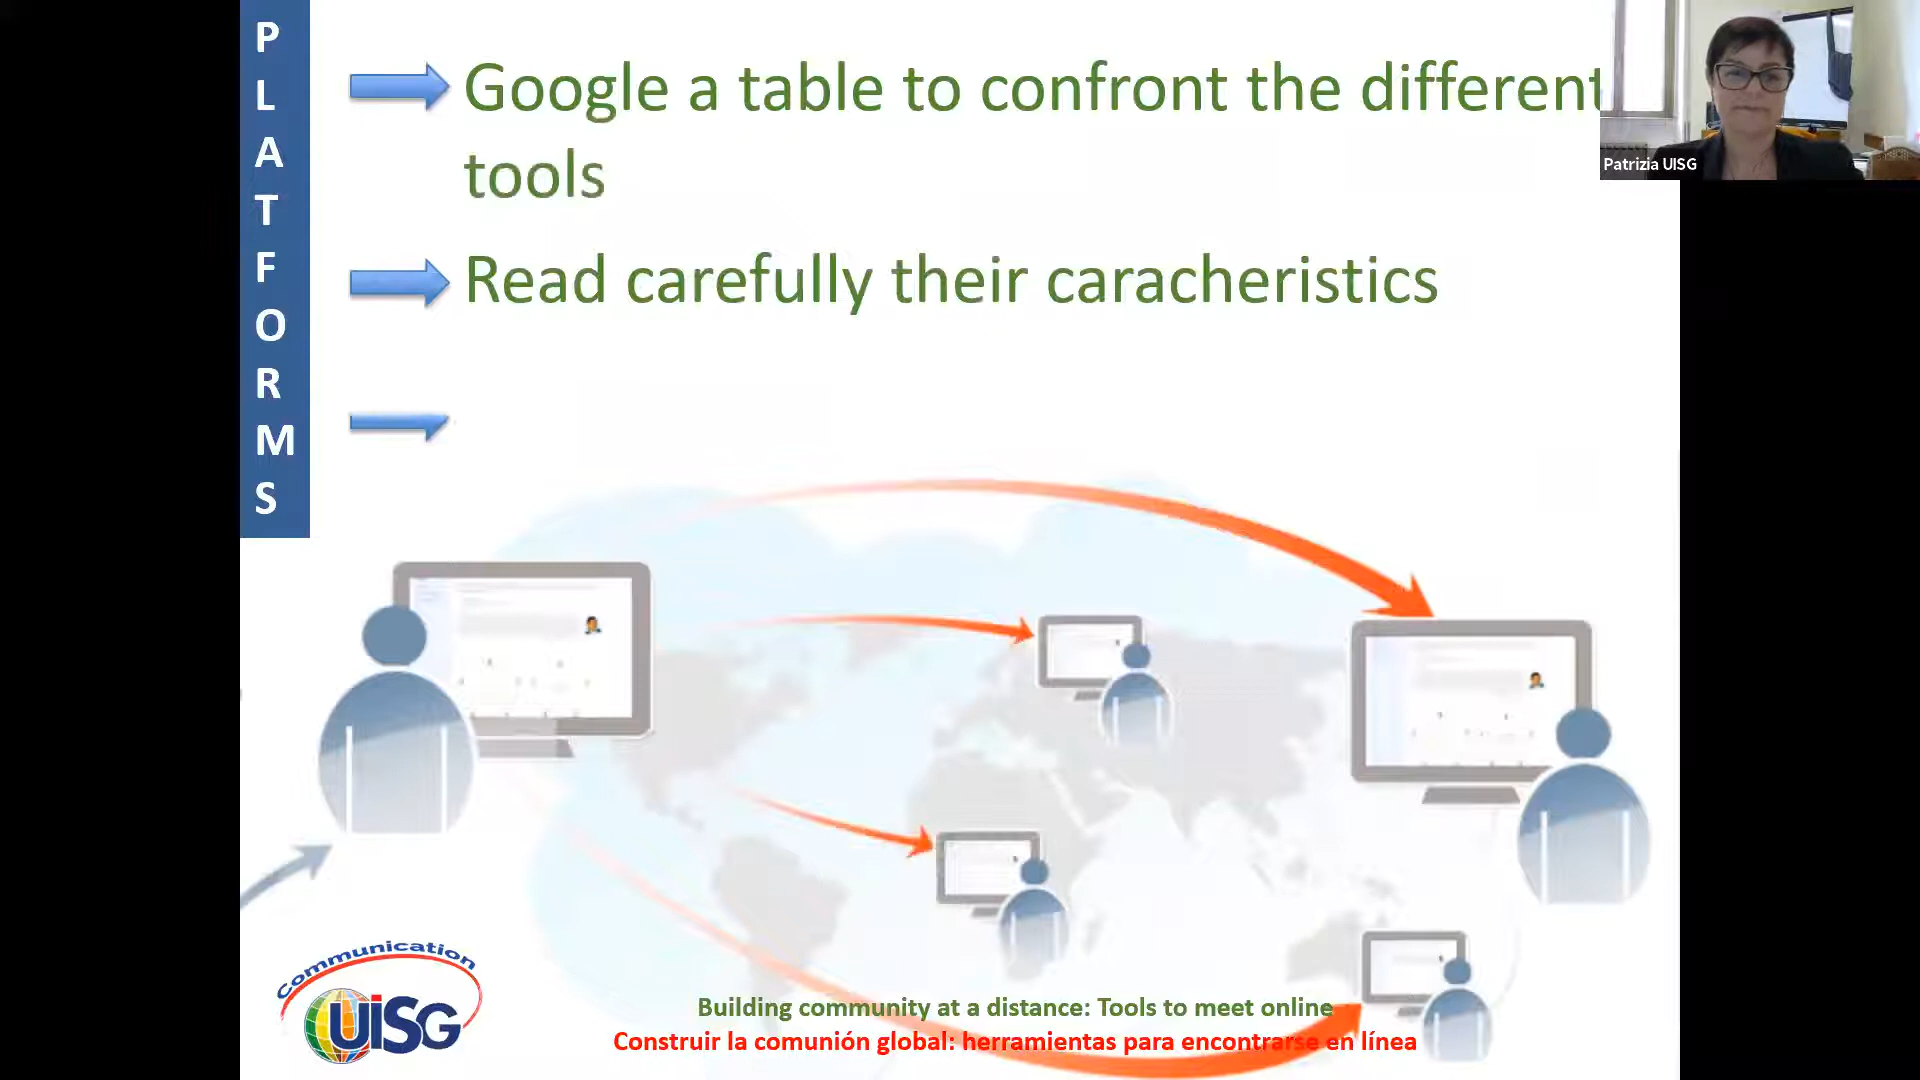 PLATFORMS
Google a table to confront the different
tools
Read carefully their caracheristics
Patrizia UISG
Communication
UISG
Building community at a distance: Tools to meet online
Construir la comunión global: herramientas para encontrarse en línea